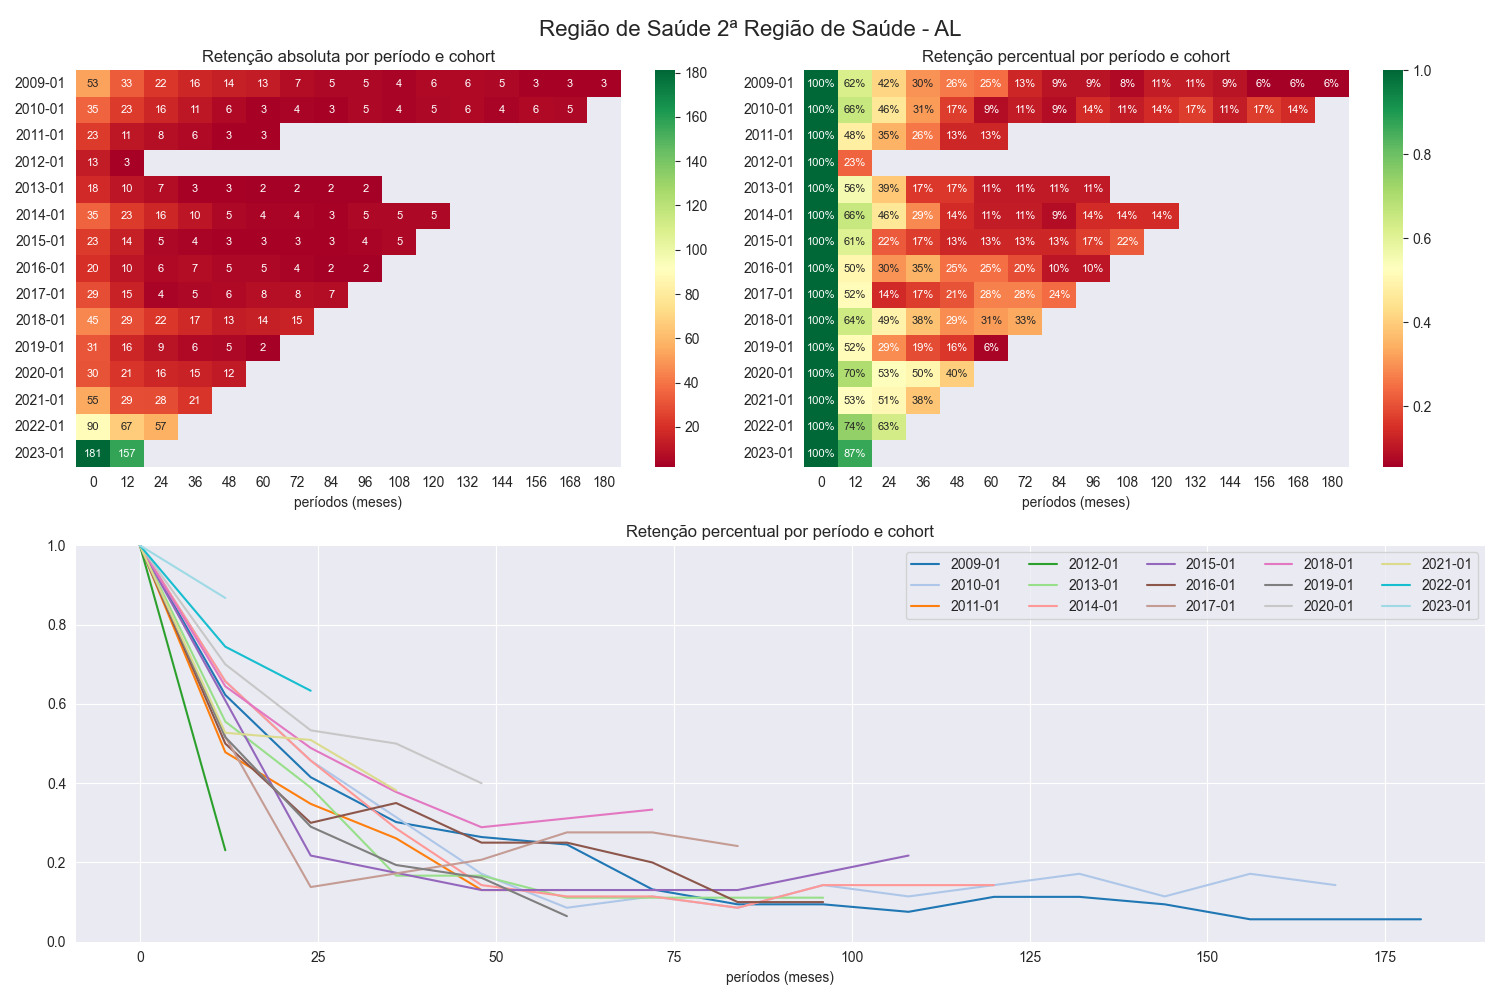 Região de Saúde 2ª Região de Saúde - AL
Retenção absoluta por período e cohort
2009-01 53 33 22 16 14 13 7 5 5 4 6 6 5 3 3 3
2010-01 35 23 16 11 6 3 4 3 5 4 5 6 4 6 5
2011-01 23 11 8 6 3 3
2012-01 13 3
2013-01 18 10 7 3 3 2 2 2 2
2014-01 35 23 16 10 5 4 4 3 5 5 5
2015-01 23 14 5 4 3 3 3 3 4 5
2016-01 20 10 6 7 5 5 4 2 2
2017-01 29 15 4 5 6 8 8 7
2018-01 45 29 22 17 13 14 15
2019-01 31 16 9 6 5 2
2020-01 30 21 16 15 12
2021-01 55 29 28 21
2022-01 90 67 57
2023-01 181 157
0 12 24 36 48 60 72 84 96 108 120 132 144 156 168 180
períodos (meses)
180
160
140
120
100
80
60
40
20
Retenção percentual por período e cohort
2009-01 100% 62% 42% 30% 26% 25% 13% 9% 9% 8% 11% 11% 9% 6% 6% 6%
2010-01 100% 66% 46% 31% 17% 9% 11% 9% 14% 11% 14% 17% 11% 17% 14%
2011-01 100% 48% 35% 26% 13% 13%
2012-01 100% 23%
2013-01 100% 56% 39% 17% 17% 11% 11% 11% 11%
2014-01 100% 66% 46% 29% 14% 11% 11% 9% 14% 14% 14%
2015-01 100% 61% 22% 17% 13% 13% 13% 13% 17% 22%
2016-01 100% 50% 30% 35% 25% 25% 20% 10% 10%
2017-01 100% 52% 14% 17% 21% 28% 28% 24%
2018-01 100% 64% 49% 38% 29% 31% 33%
2019-01 100% 52% 29% 19% 16% 6%
2020-01 100% 70% 53% 50% 40%
2021-01 100% 53% 51% 38%
2022-01 100% 74% 63%
2023-01 100% 87%
0 12 24 36 48 60 72 84 96 108 120 132 144 156 168 180
períodos (meses)
1.0
0.8
0.6
0.4
0.2
Retenção percentual por período e cohort
1.0
0.8
0.6
0.4
0.2
0.0
2009-01 2012-01 2015-01 2018-01 2021-01
2010-01 2013-01 2016-01 2019-01 2022-01
2011-01 2014-01 2017-01 2020-01 2023-01
0 25 50 75 100 125 150 175
períodos (meses)